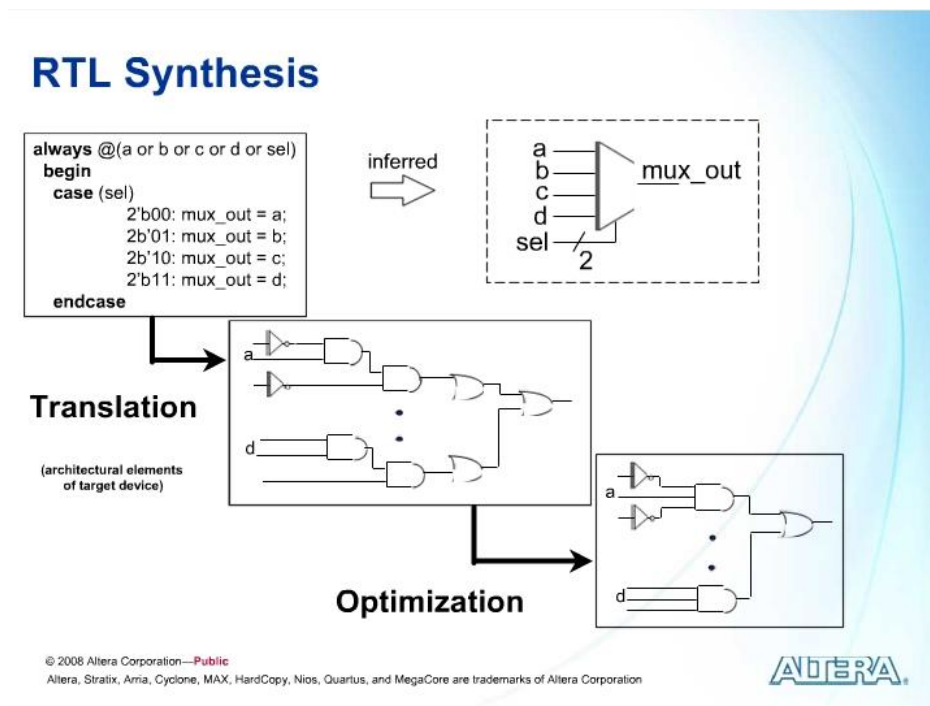 RTL Synthesis
always @(a or b or c or d or sel)
begin
case (sel)
2'b00: mux_out = a;
2b'01: mux_out = b;
2b'10: mux_out = c;
2'b11: mux_out = d;
endcase
inferred
a
b
c
d
sel
2
mux_out
Translation
(architectural elements
of target device)
a
d
Optimization
a
d
© 2008 Altera Corporation—Public
Altera, Stratix, Arria, Cyclone, MAX, HardCopy, Nios, Quartus, and MegaCore are trademarks of Altera Corporation
ALTERA.